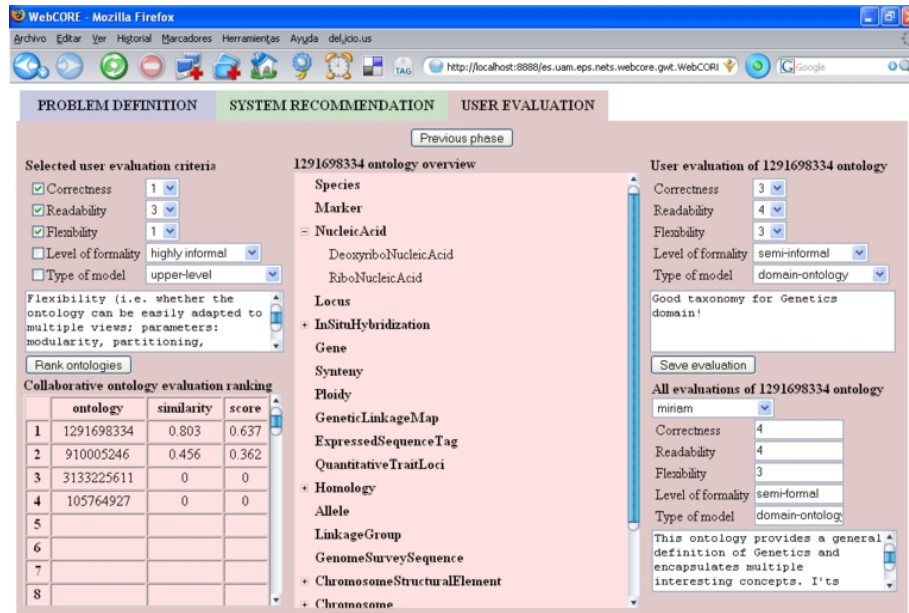 WebCORE - Mozilla Firefox
Archivo Editar Ver Historial Marcadores Herramientas Ayuda del.icio.us
TAG http://localhost:8888/es.uam.eps.nets.webcore.gwt.WebCORI Google
PROBLEM DEFINITION SYSTEM RECOMMENDATION USER EVALUATION
Previous phase
Selected user evaluation criteria
Correctness 1
Readability 3
Flexibility 1
Level of formality highly informal
Type of model upper-level
Flexibility (i.e. whether the
ontology can be easily adapted to
multiple views; parameters:
modularity, partitioning,
Rank ontologies
Collaborative ontology evaluation ranking
ontology similarity score
1 1291698334 0.803 0.637
2 910005246 0.456 0.362
3 3133225611 0 0
4 105764927 0 0
5
6
7
8
1291698334 ontology overview
Species
Marker
NucleicAcid
DeoxyriboNucleicAcid
RiboNucleicAcid
Locus
InSituHybridization
Gene
Synteny
Ploidy
GeneticLinkageMap
ExpressedSequenceTag
QuantitativeTraitLoci
Homology
Allele
LinkageGroup
GenomeSurveySequence
ChromosomeStructuralElement
Chromosome
User evaluation of 1291698334 ontology
Correctness 3
Readability 4
Flexibility 3
Level of formality semi-informal
Type of model domain-ontology
Good taxonomy for Genetics
domain!
Save evaluation
All evaluations of 1291698334 ontology
miriam
Correctness 4
Readability 4
Flexibility 3
Level of formality semi-formal
Type of model domain-ontology
This ontology provides a general
definition of Genetics and
encapsulates multiple
interesting concepts. I'ts